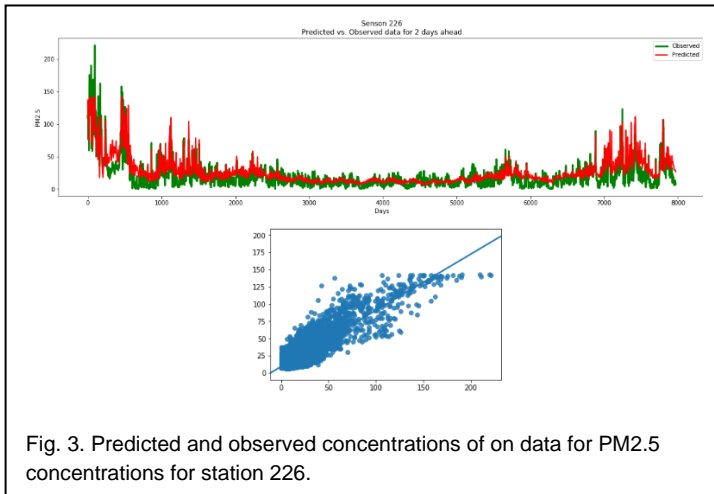 Senson 226
Predicted vs. Observed data for 2 days ahead
Observed
Predicted
PM2.5
200
150
100
50
0
0 1000 2000 3000 4000 5000 6000 7000 8000
Days
200
175
150
125
100
75
50
25
0
0 50 100 150 200
Fig. 3. Predicted and observed concentrations of on data for PM2.5
concentrations for station 226.